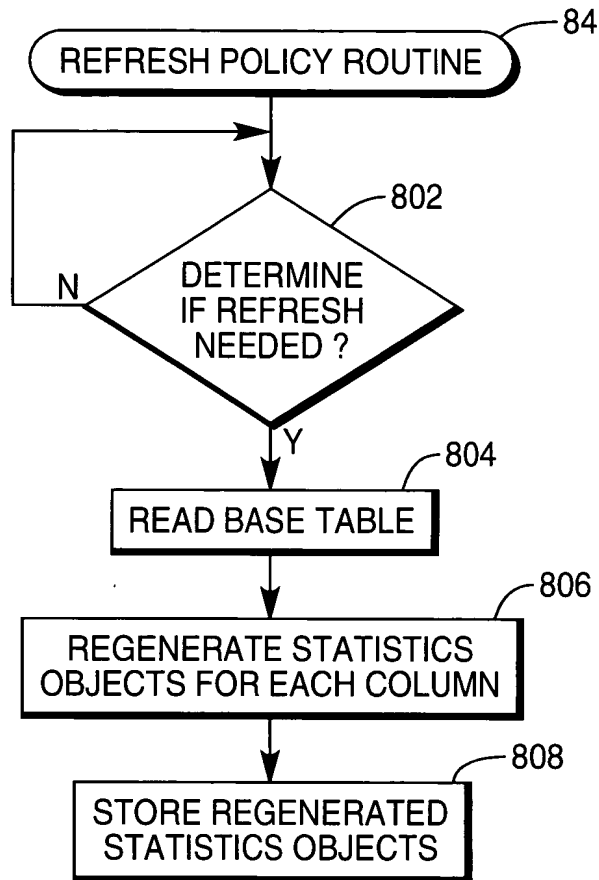 84
REFRESH POLICY ROUTINE
802
DETERMINE
IF REFRESH
NEEDED ?
N
Y
804
READ BASE TABLE
806
REGENERATE STATISTICS
OBJECTS FOR EACH COLUMN
808
STORE REGENERATED
STATISTICS OBJECTS